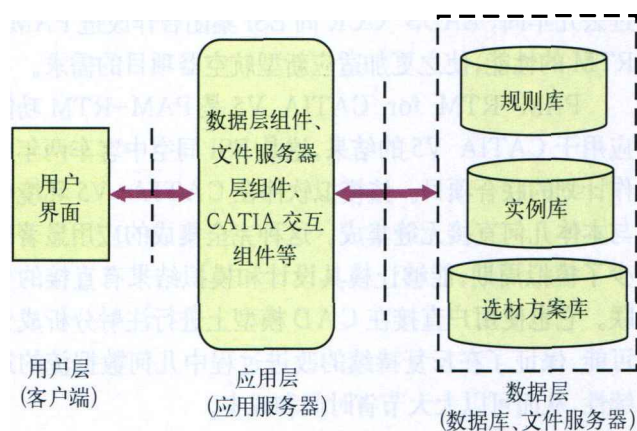 用户
界面
数据层组件、
文件服务器
层组件、
CATIA 交互
组件等
规则库
实例库
选材方案库
用户层
(客户端)
应用层
(应用服务器)
数据层
(数据库、文件服务器)